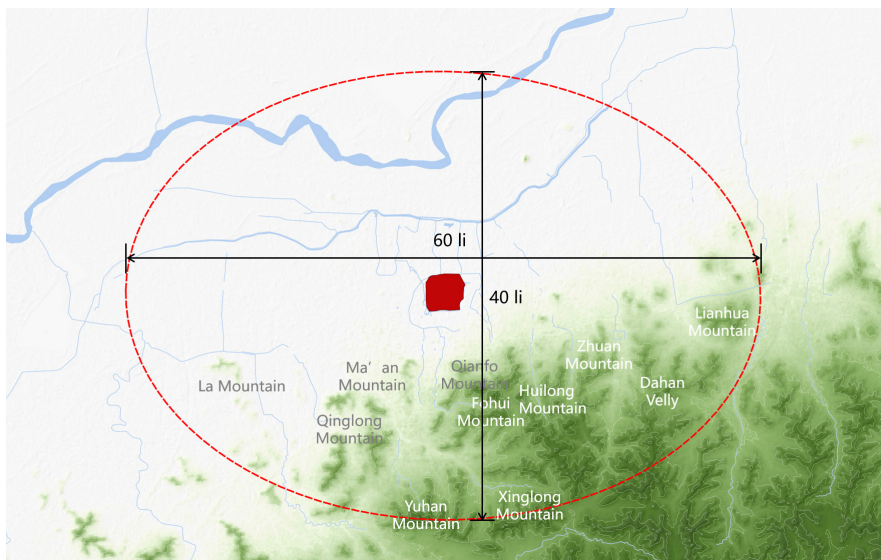 60 li
40 li
Lianhua
Mountain
Zhuan
Mountain
Ma’an
Mountain
Qianfo
Mountain
La Mountain
Dahan
Velly
Huilong
Mountain
Fohui
Mountain
Qinglong
Mountain
Xinglong
Mountain
Yuhan
Mountain